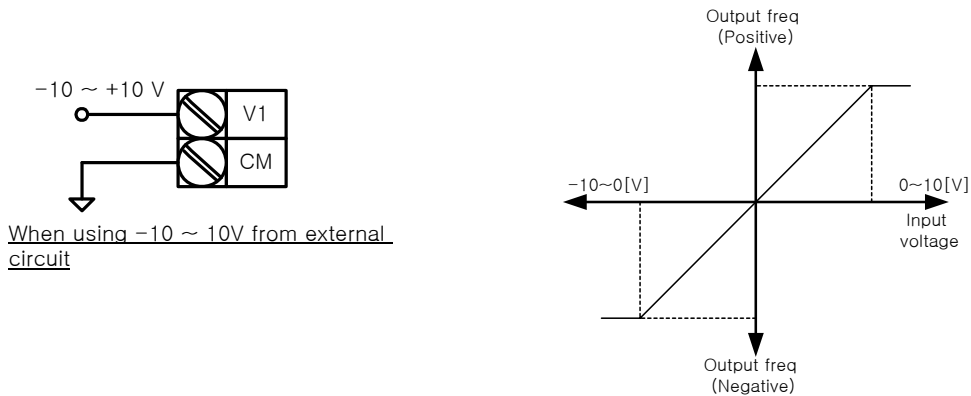 -10 ~ +10 V
V1
CM
When using -10 ~ 10V from external
circuit
Output freq
(Positive)
-10~0[V]
0~10[V]
Input
voltage
Output freq
(Negative)